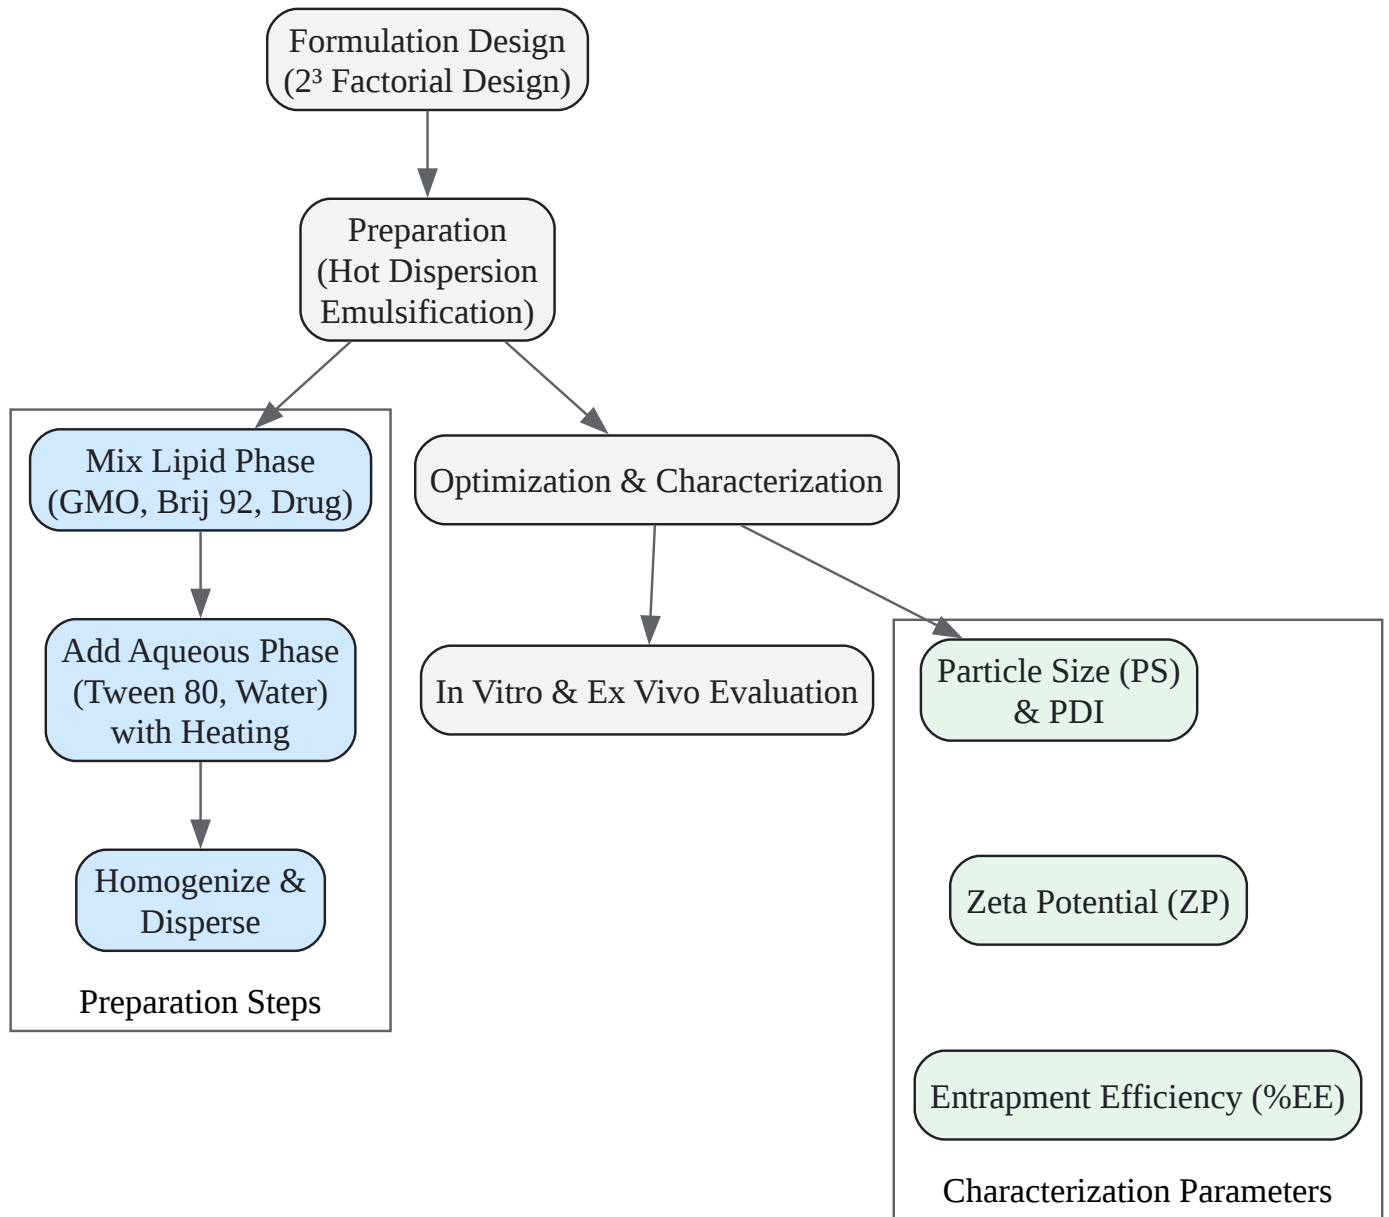 Formulation Design
(2³ Factorial Design)
Preparation
(Hot Dispersion
Emulsification)
Mix Lipid Phase
(GMO, Brij 92, Drug)
Add Aqueous Phase
(Tween 80, Water)
with Heating
Homogenize &
Disperse
Preparation Steps
Optimization & Characterization
In Vitro & Ex Vivo Evaluation
Particle Size (PS)
& PDI
Zeta Potential (ZP)
Entrapment Efficiency (%EE)
Characterization Parameters